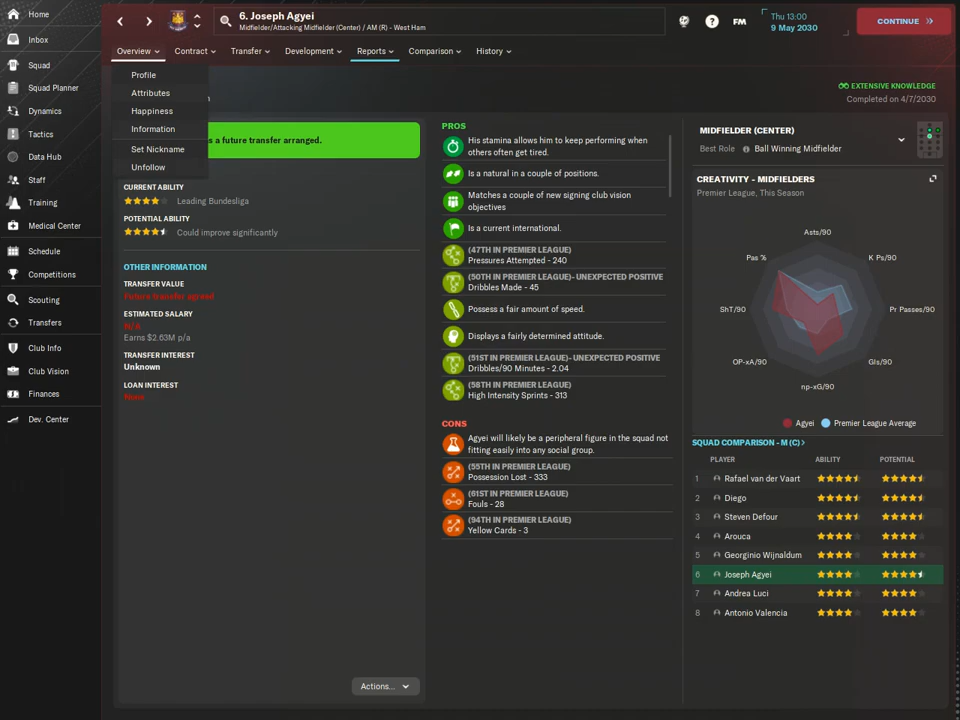 Home
Inbox
Squad
Squad Planner
Dynamics
Tactics
Data Hub
Staff
Training
Medical Center
Schedule
Competitions
Scouting
Transfers
Club Info
Club Vision
Finances
Dev. Center
6. Joseph Agyei
Midfielder/Attacking Midfielder (Center) / AM (R) - West Ham
?
FM
Thu 13:00
9 May 2030
CONTINUE
Overview
Contract
Transfer
Development
Reports
Comparison
History
Profile
Attributes
Happiness
Information
Set Nickname
Unfollow
EXTENSIVE KNOWLEDGE
Completed on 4/7/2030
s a future transfer arranged.
CURRENT ABILITY
Leading Bundesliga
POTENTIAL ABILITY
Could improve significantly
OTHER INFORMATION
TRANSFER VALUE
Future transfer agreed
ESTIMATED SALARY
N/A
Earns $2.63M p/a
TRANSFER INTEREST
Unknown
LOAN INTEREST
None
Actions...
PROS
His stamina allows him to keep performing when
others often get tired.
Is a natural in a couple of positions.
Matches a couple of new signing club vision
objectives
Is a current international.
(47TH IN PREMIER LEAGUE)
Pressures Attempted - 240
(50TH IN PREMIER LEAGUE)- UNEXPECTED POSITIVE
Dribbles Made - 45
Possess a fair amount of speed.
Displays a fairly determined attitude.
(51ST IN PREMIER LEAGUE)- UNEXPECTED POSITIVE
Dribbles/90 Minutes - 2.04
(58TH IN PREMIER LEAGUE)
High Intensity Sprints - 313
CONS
Agyei will likely be a peripheral figure in the squad not
fitting easily into any social group.
(55TH IN PREMIER LEAGUE)
Possession Lost - 333
(61ST IN PREMIER LEAGUE)
Fouls - 28
(94TH IN PREMIER LEAGUE)
Yellow Cards - 3
MIDFIELDER (CENTER)
Best Role Ball Winning Midfielder
CREATIVITY - MIDFIELDERS
Premier League, This Season
Asts/90
Pas %
K Ps/90
ShT/90
Pr Passes/90
OP-xA/90
Gls/90
np-xG/90
Agyei
Premier League Average
SQUAD COMPARISON - M (C)>
PLAYER ABILITY POTENTIAL
1 Rafael van der Vaart
2 Diego
3 Steven Defour
4 Arouca
5 Georginio Wijnaldum
6 Joseph Agyei
7 Andrea Luci
8 Antonio Valencia